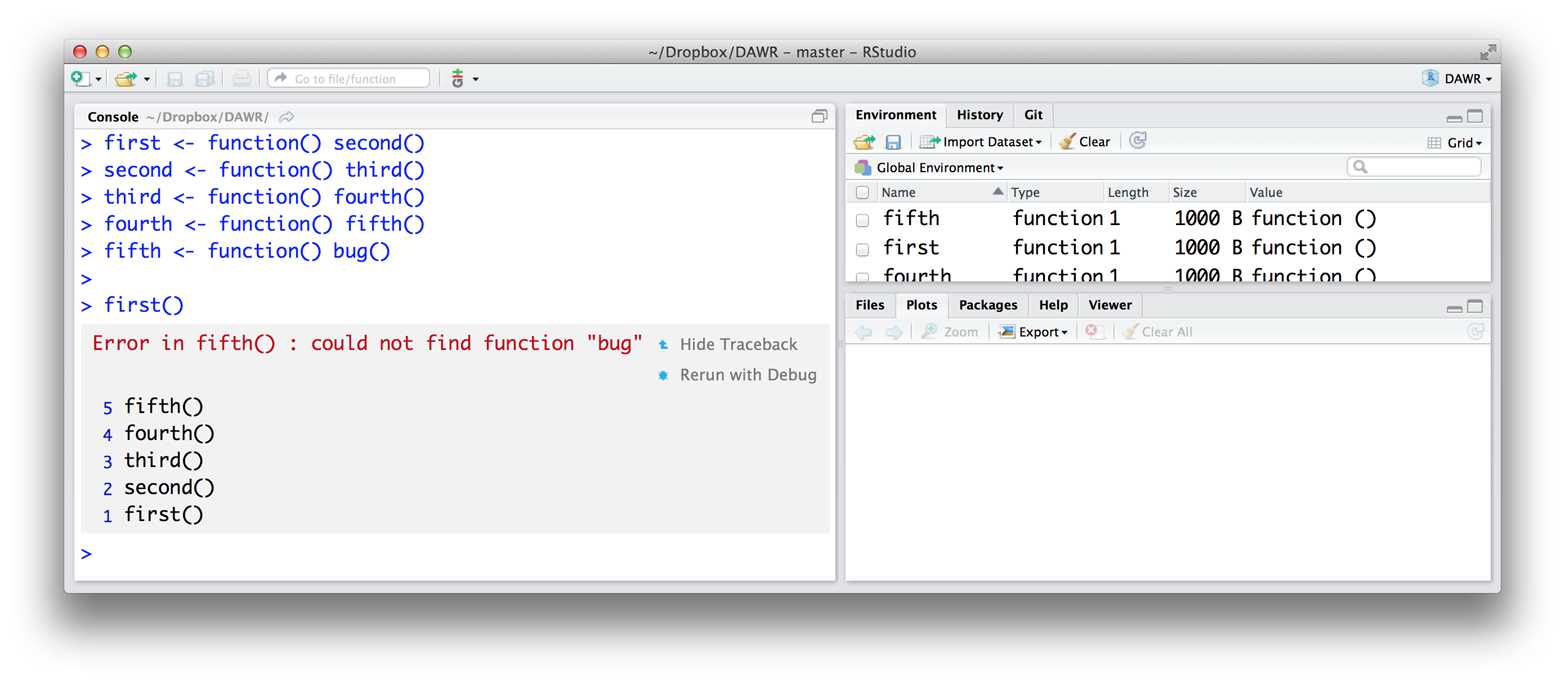 ~/Dropbox/DAWR – master – RStudio
Go to file/function
DAWR
Console ~/Dropbox/DAWR/
> first <- function() second()
> second <- function() third()
> third <- function() fourth()
> fourth <- function() fifth()
> fifth <- function() bug()
>
> first()
Error in fifth() : could not find function "bug"
Hide Traceback
Rerun with Debug
5 fifth()
4 fourth()
3 third()
2 second()
1 first()
>
Environment History Git
Import Dataset Clear Grid
Global Environment
Name Type Length Size Value
fifth function 1 1000 B function ()
first function 1 1000 B function ()
fourth function 1 1000 B function ()
Files Plots Packages Help Viewer
Zoom Export Clear All